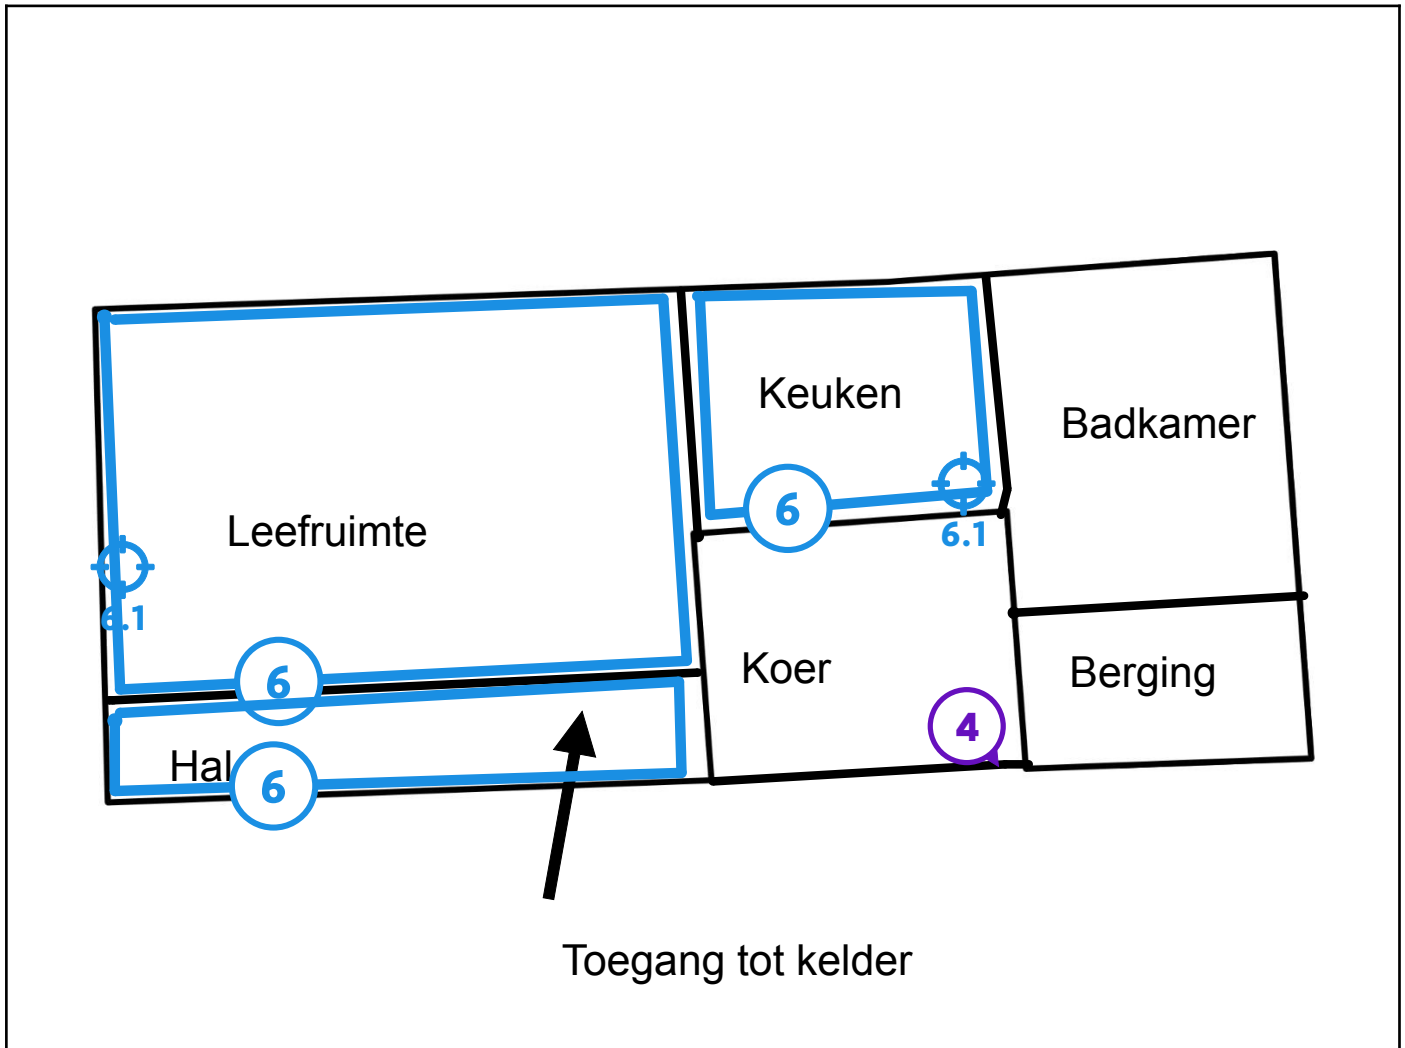 Keuken
Badkamer
6
6.1
Leefruimte
6.1
6
Koer
Berging
4
Hal
6
Toegang tot kelder